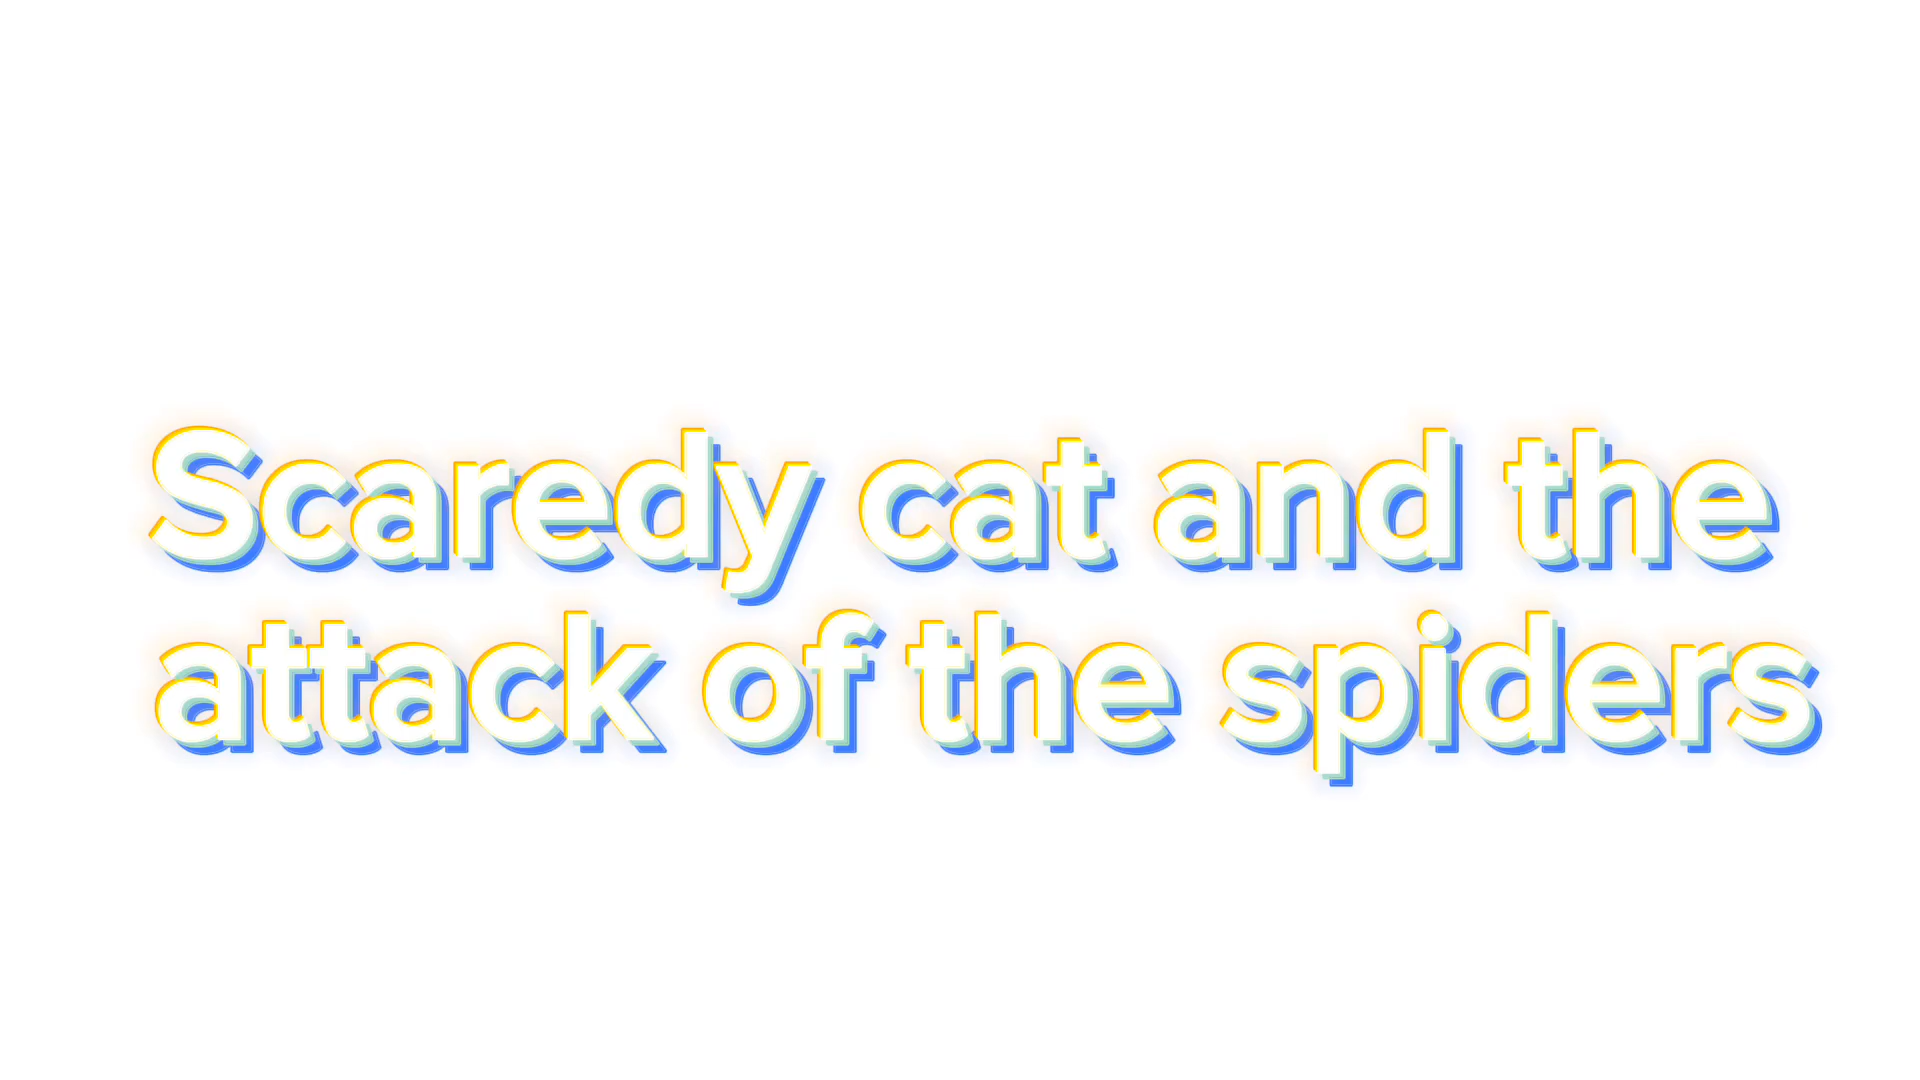 Scaredy cat and the
attack of the spiders